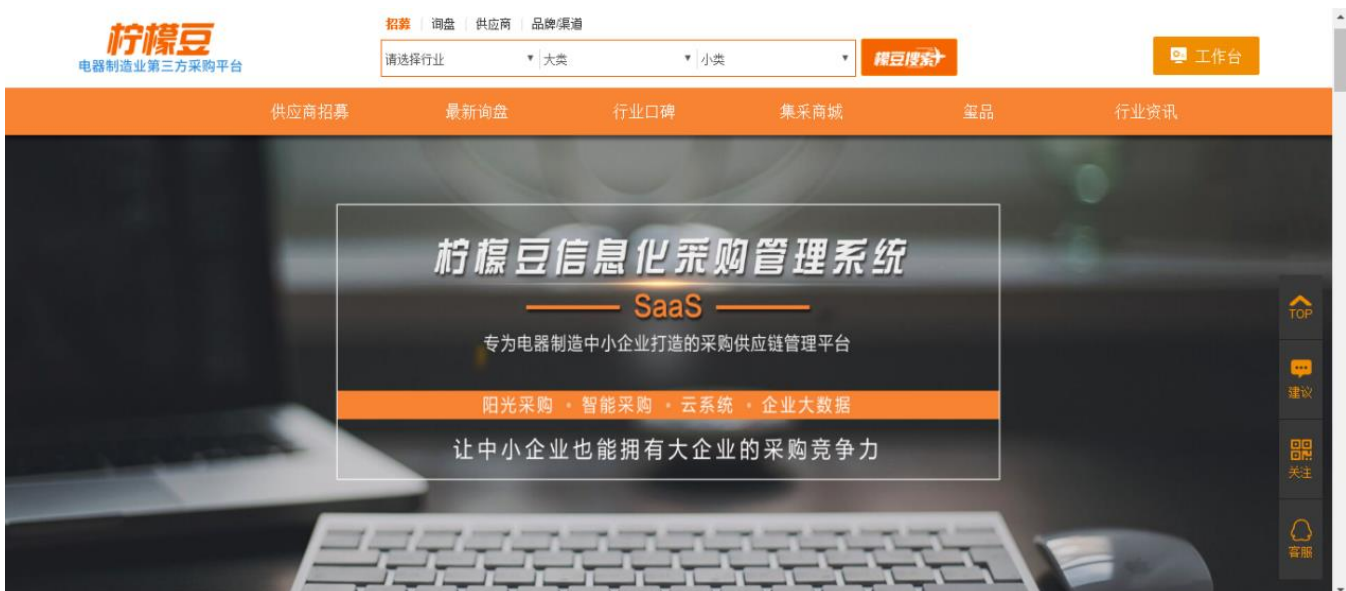 柠檬豆
电器制造业第三方采购平台
招募 询盘 供应商 品牌/渠道
请选择行业 大类 小类 檬豆搜索
工作台
供应商招募 最新询盘 行业口碑 集采商城 玺品 行业资讯
柠檬豆信息化采购管理系统
SaaS
专为电器制造中小企业打造的采购供应链管理平台
阳光采购 · 智能采购 · 云系统 · 企业大数据
让中小企业也能拥有大企业的采购竞争力
TOP
建议
关注
客服